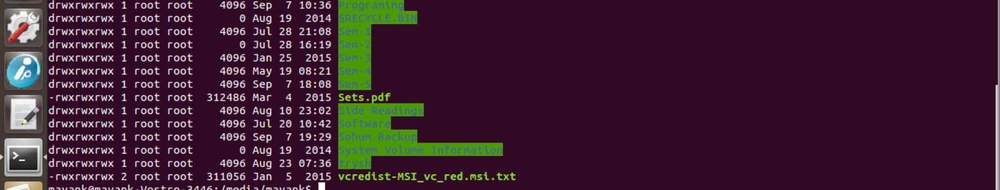 drwxrwxrwx 1 root root 4096 Sep 7 10:36 Programing
drwxrwxrwx 1 root root 0 Aug 19 2014 $RECYCLE.BIN
drwxrwxrwx 1 root root 4096 Jul 28 21:08 Sem-1
drwxrwxrwx 1 root root 0 Jul 28 16:19 Sem-2
drwxrwxrwx 1 root root 4096 Jan 25 2015 Sem-3
drwxrwxrwx 1 root root 4096 May 19 08:21 Sem-4
drwxrwxrwx 1 root root 4096 Sep 7 18:08 Sem-5
-rwxrwxrwx 1 root root 312486 Mar 4 2015 Sets.pdf
drwxrwxrwx 1 root root 4096 Aug 10 23:02 Side Readings
drwxrwxrwx 1 root root 4096 Jul 20 10:42 Software
drwxrwxrwx 1 root root 4096 Sep 7 19:29 Sohum Backup
drwxrwxrwx 1 root root 0 Aug 19 2014 System Volume Information
drwxrwxrwx 1 root root 4096 Aug 23 07:36 trysh
-rwxrwxrwx 2 root root 311056 Jan 5 2015 vcredist-MSI_vc_red.msi.txt
mayank@mayank-Vostro-3446:/media/mayank$